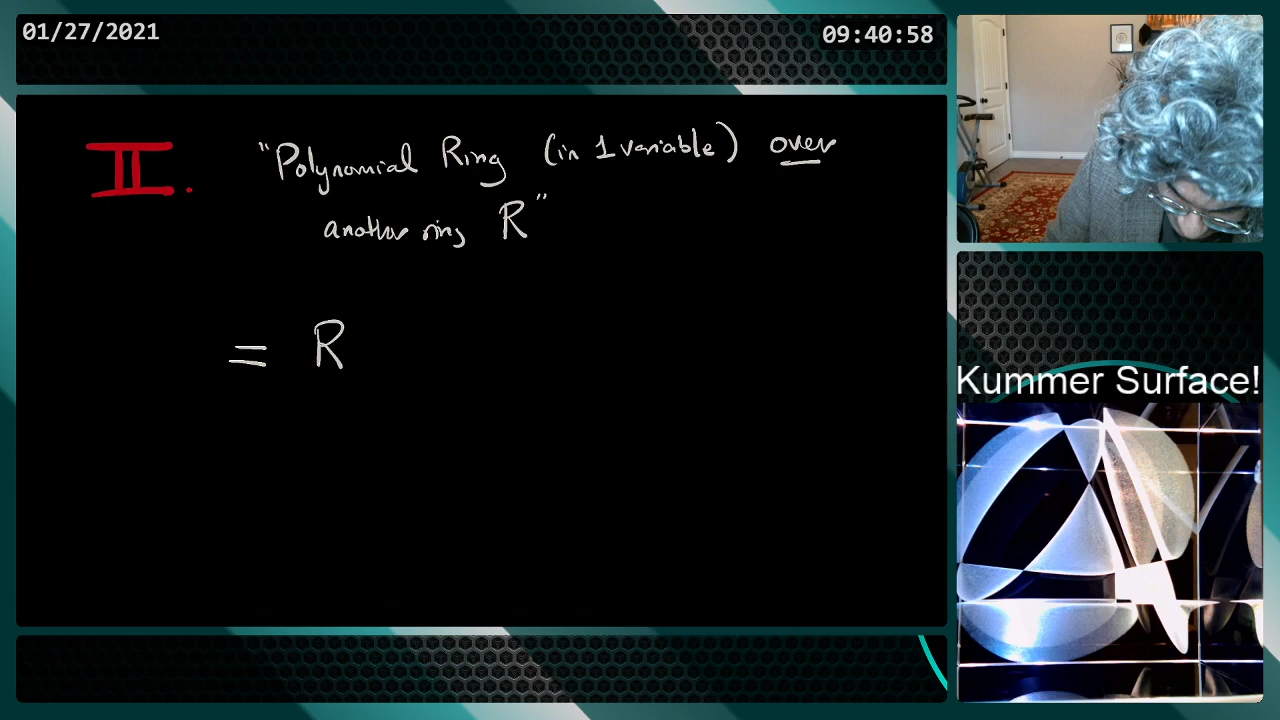 01/27/2021
09:40:58
II.
"Polynomial Ring (in 1 variable) over
another ring R"
= R
Kummer Surface!